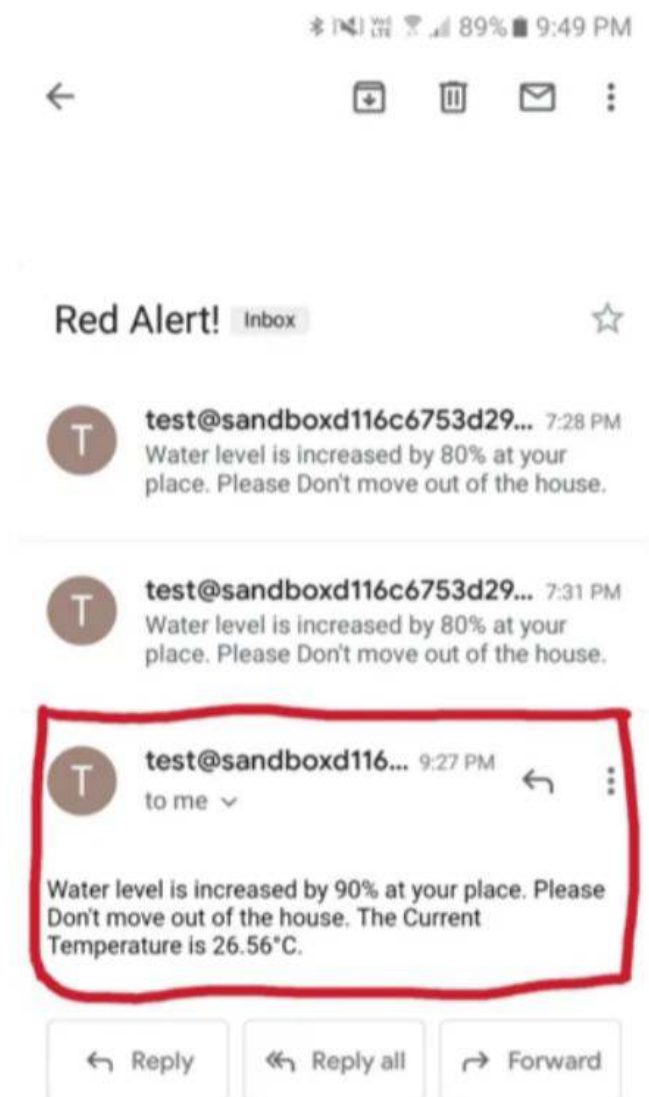 89% 9:49 PM
Red Alert! Inbox
T
test@sandboxd116c6753d29... 7:28 PM
Water level is increased by 80% at your
place. Please Don't move out of the house.
T
test@sandboxd116c6753d29... 7:31 PM
Water level is increased by 80% at your
place. Please Don't move out of the house.
T
test@sandboxd116... 9:27 PM
to me
Water level is increased by 90% at your place. Please
Don't move out of the house. The Current
Temperature is 26.56°C.
Reply Reply all Forward